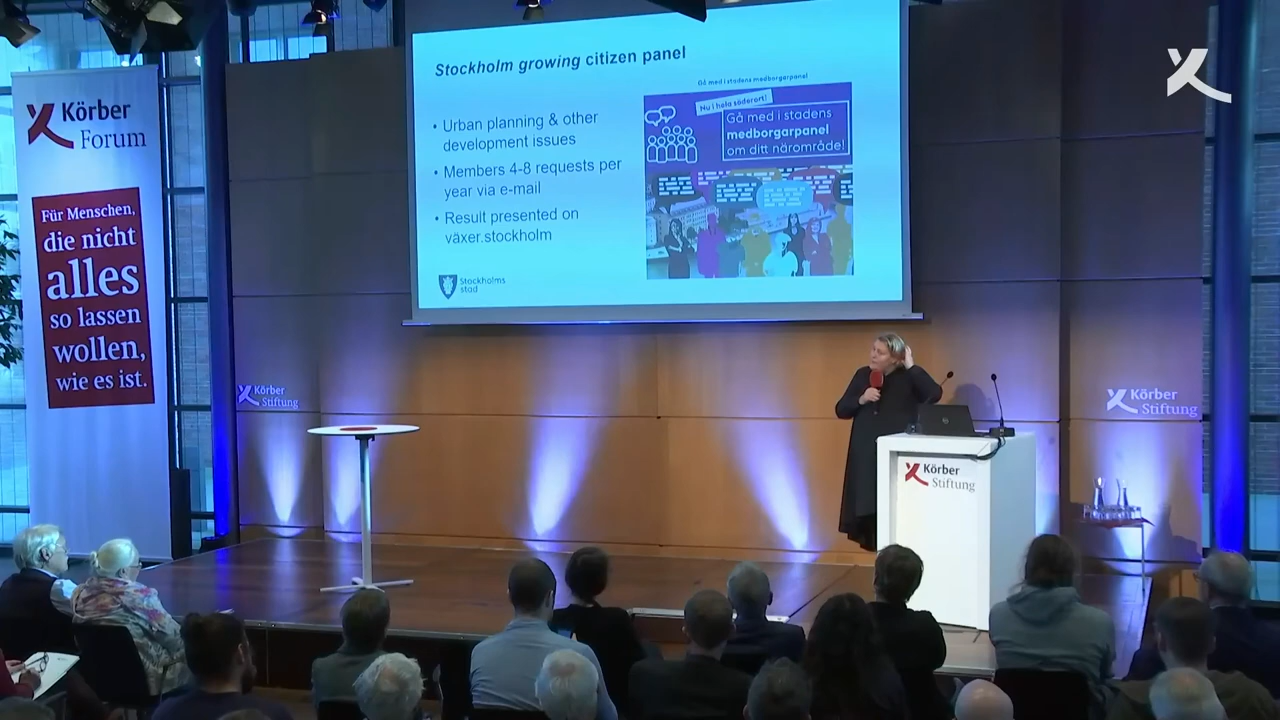 Körber
Forum
Für Menschen,
die nicht
alles
so lassen
wollen,
wie es ist.
Stockholm growing citizen panel
• Urban planning & other
development issues
• Members 4-8 requests per
year via e-mail
• Result presented on
växer.stockholm
Stockholms
stad
Gå med i stadens medborgarpanel
Nu i hela söderort!
Gå med i stadens
medborgarpanel
om ditt närområde!
Körber
Stiftung
Körber
Stiftung
Körber
Stiftung